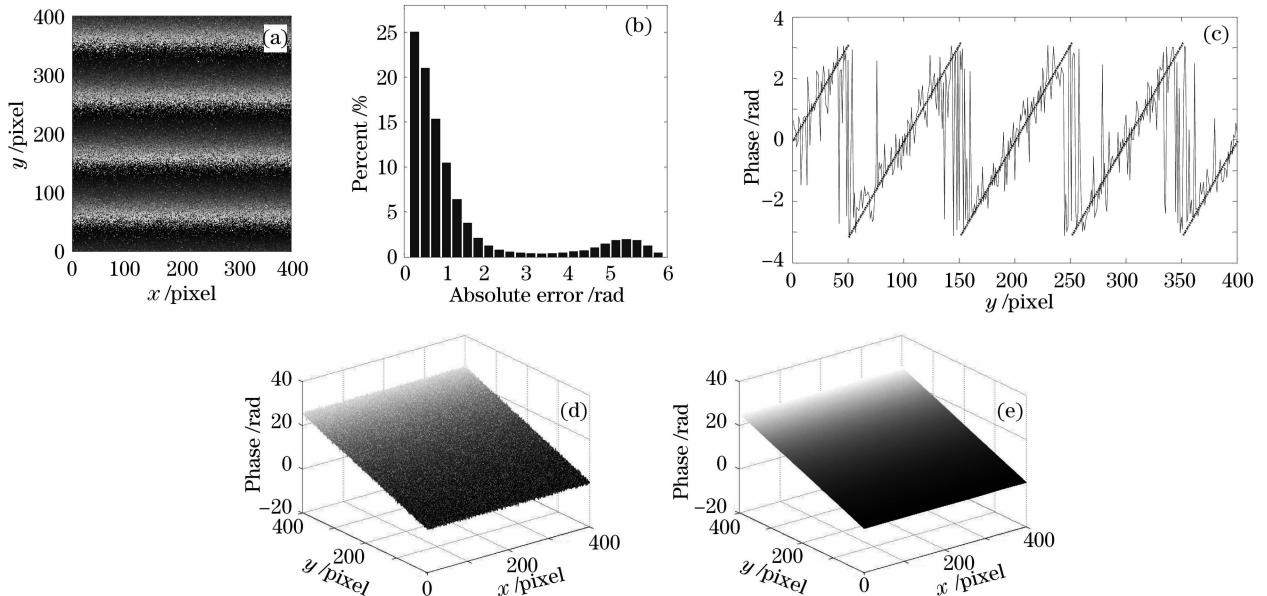 (a)
400
300
200
100
0
y /pixel
0 100 200 300 400
x /pixel
(b)
25
20
15
10
5
0
Percent /%
0 1 2 3 4 5 6
Absolute error /rad
(c)
4
2
0
−2
−4
Phase /rad
0 50 100 150 200 250 300 350 400
y /pixel
(d)
40
20
0
−20
Phase /rad
400
200
0
y /pixel
200
400
x /pixel
(e)
40
20
0
−20
Phase /rad
400
200
0
y /pixel
200
400
x /pixel